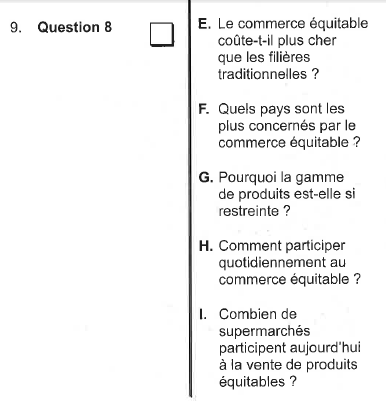 9. Question 8
E. Le commerce équitable
coûte-t-il plus cher
que les filières
traditionnelles ?
F. Quels pays sont les
plus concernés par le
commerce équitable ?
G. Pourquoi la gamme
de produits est-elle si
restreinte ?
H. Comment participer
quotidiennement au
commerce équitable ?
I. Combien de
supermarchés
participent aujourd'hui
à la vente de produits
équitables ?